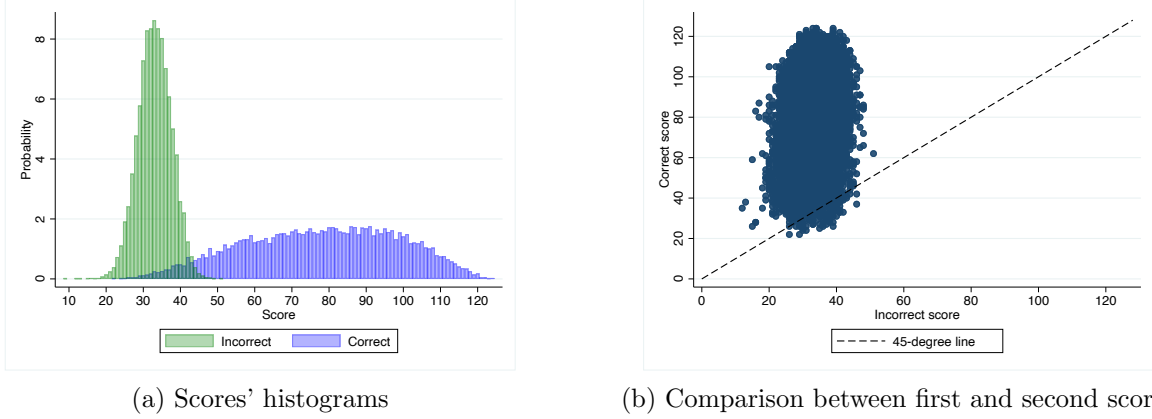 8
6
4
2
0
Probability
10 20 30 40 50 60 70 80 90 100 110 120
Score
Incorrect Correct
(a) Scores' histograms
120
100
80
60
40
20
0
Correct score
0 20 40 60 80 100 120
Incorrect score
45-degree line
(b) Comparison between first and second scor